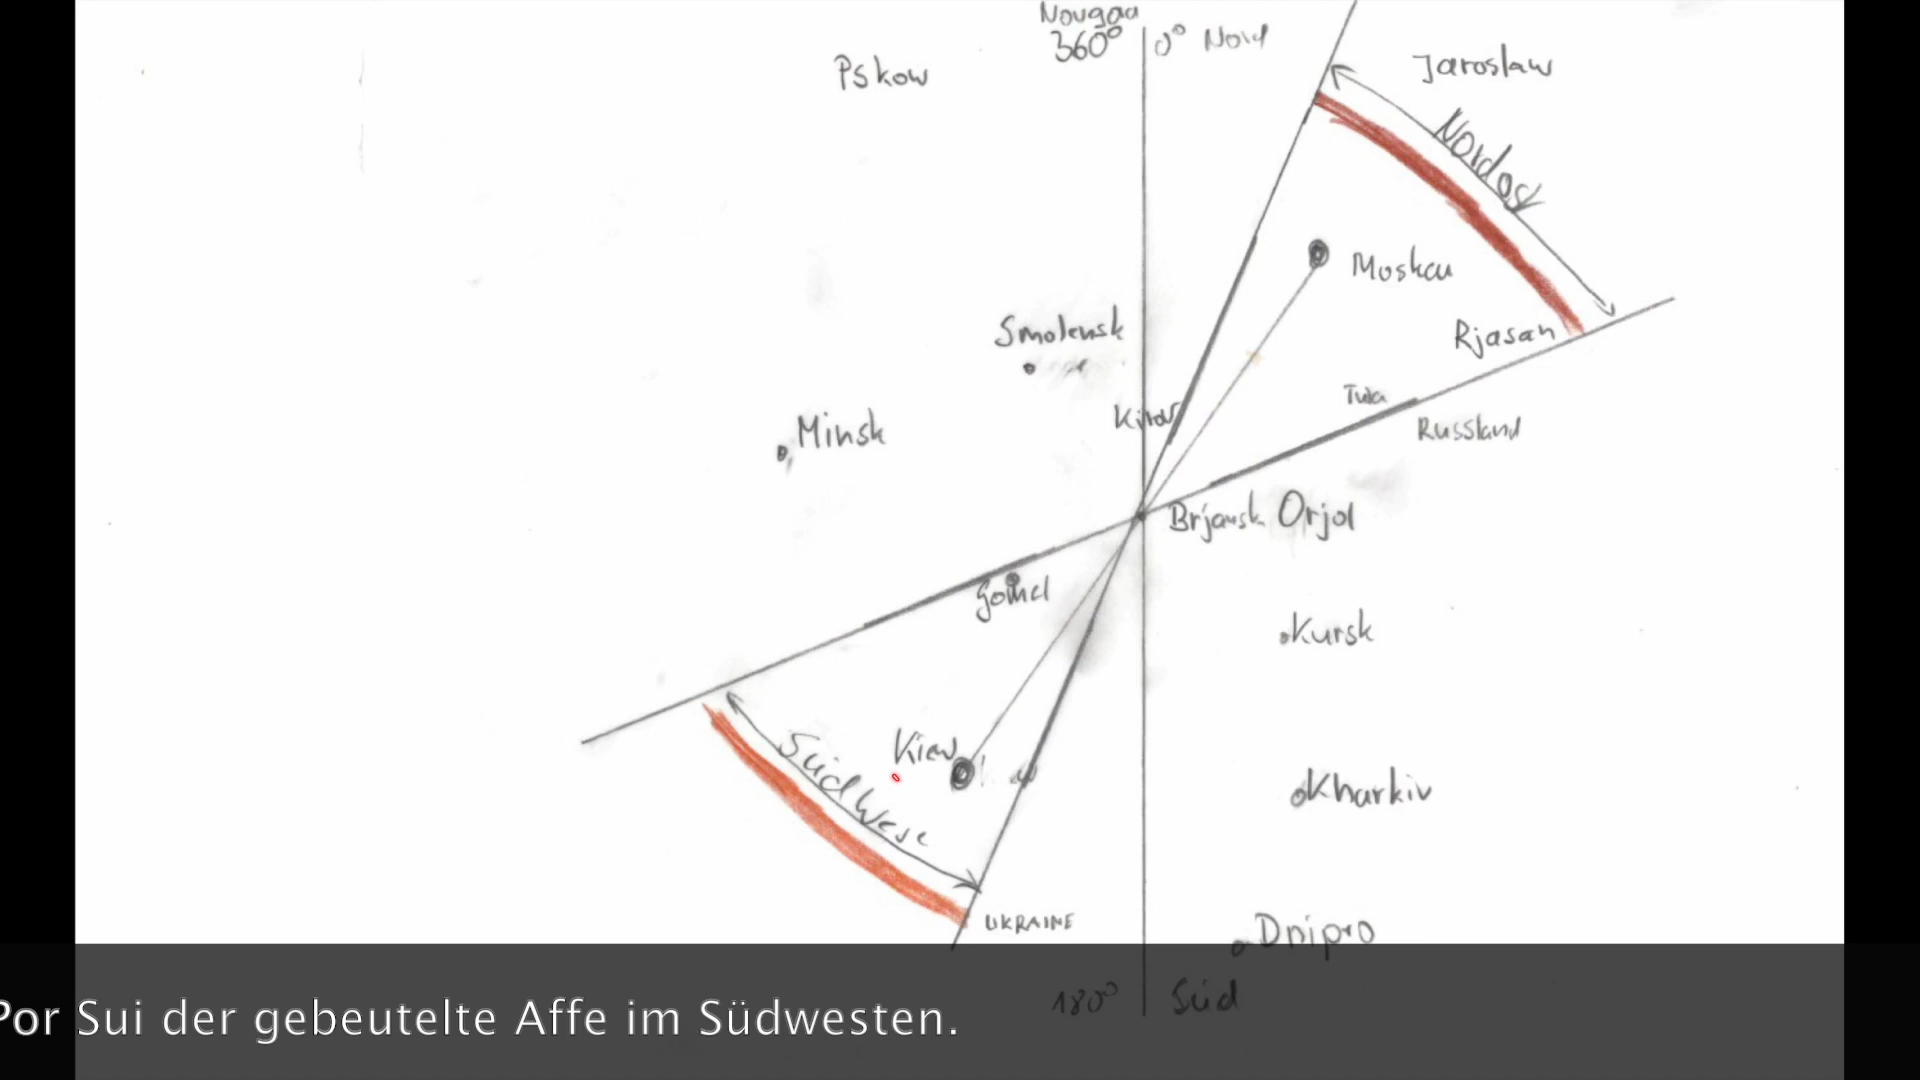 360° 0° Nord
Pskow
Jaroslaw
Nordost
Moskau
Smolensk
Rjasan
Minsk
Kirov
Tula
Russland
Brjansk Orjol
Gomel
Kursk
Kiew
Südwest
Kharkiv
UKRAINE
Dnipro
180° Süd
Por Sui der gebeutelte Affe im Südwesten.